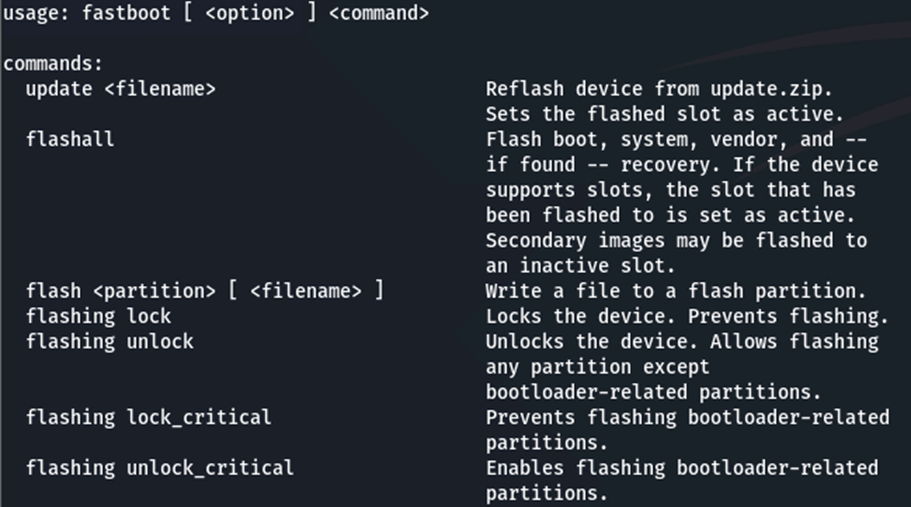 usage: fastboot [ <option> ] <command>
commands:
update <filename> Reflash device from update.zip.
Sets the flashed slot as active.
flashall Flash boot, system, vendor, and --
if found -- recovery. If the device
supports slots, the slot that has
been flashed to is set as active.
Secondary images may be flashed to
an inactive slot.
flash <partition> [ <filename> ] Write a file to a flash partition.
flashing lock Locks the device. Prevents flashing.
flashing unlock Unlocks the device. Allows flashing
any partition except
bootloader-related partitions.
flashing lock_critical Prevents flashing bootloader-related
partitions.
flashing unlock_critical Enables flashing bootloader-related
partitions.